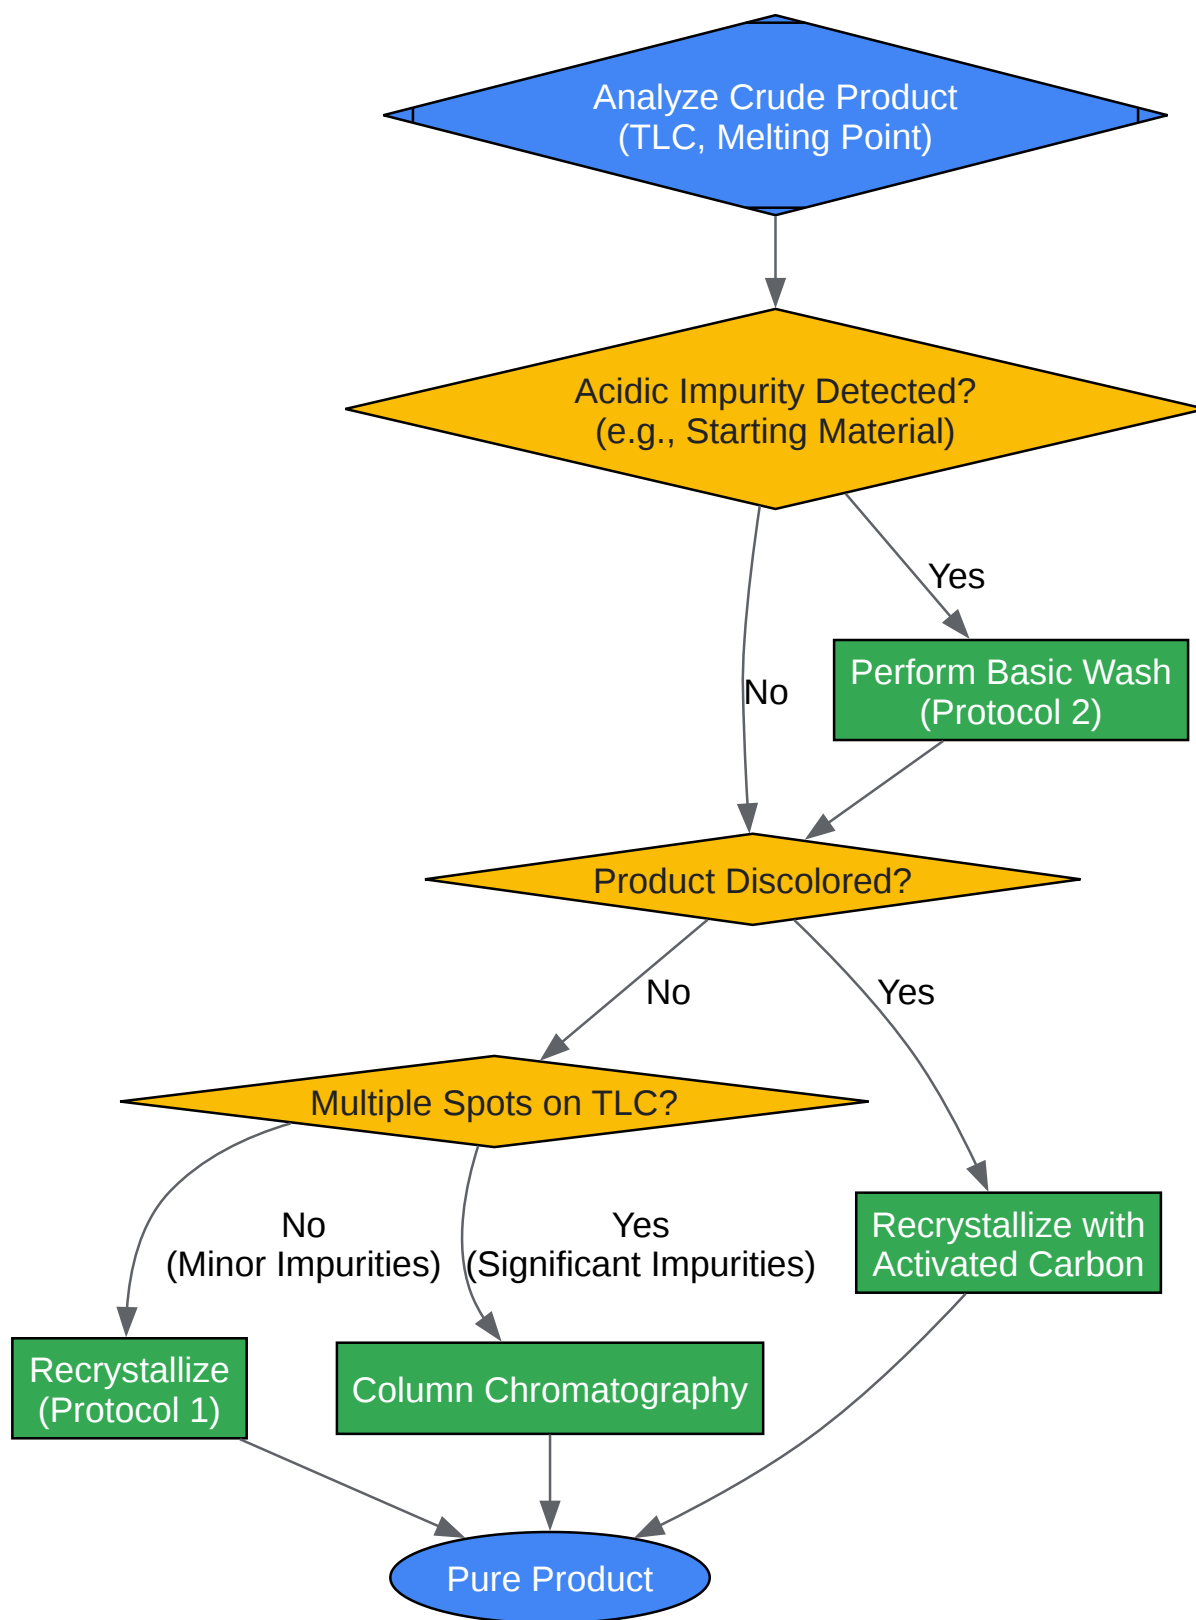 Analyze Crude Product
(TLC, Melting Point)
Acidic Impurity Detected?
(e.g., Starting Material)
Yes
No
Perform Basic Wash
(Protocol 2)
Product Discolored?
No
Yes
Multiple Spots on TLC?
No
(Minor Impurities)
Yes
(Significant Impurities)
Recrystallize with
Activated Carbon
Recrystallize
(Protocol 1)
Column Chromatography
Pure Product